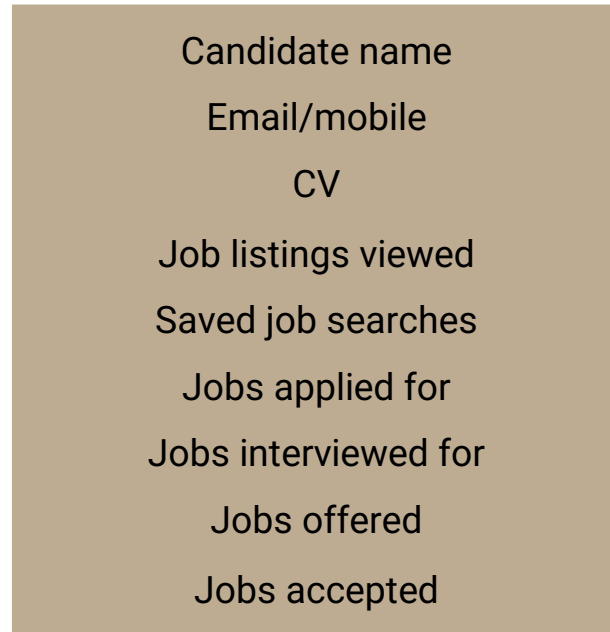 Candidate name
Email/mobile
CV
Job listings viewed
Saved job searches
Jobs applied for
Jobs interviewed for
Jobs offered
Jobs accepted